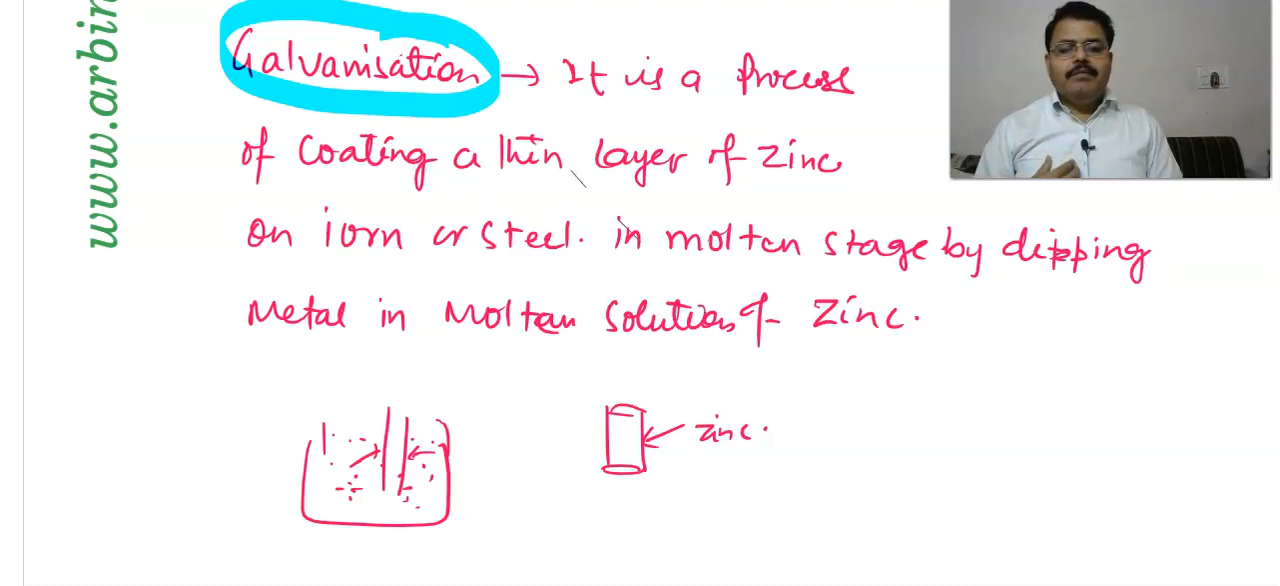 www.arbin
Galvanisation → It is a Process
of Coating a thin layer of Zinc
on iorn or steel. in molten stage by dipping
Metal in Moltan Solution of Zinc.
zinc.